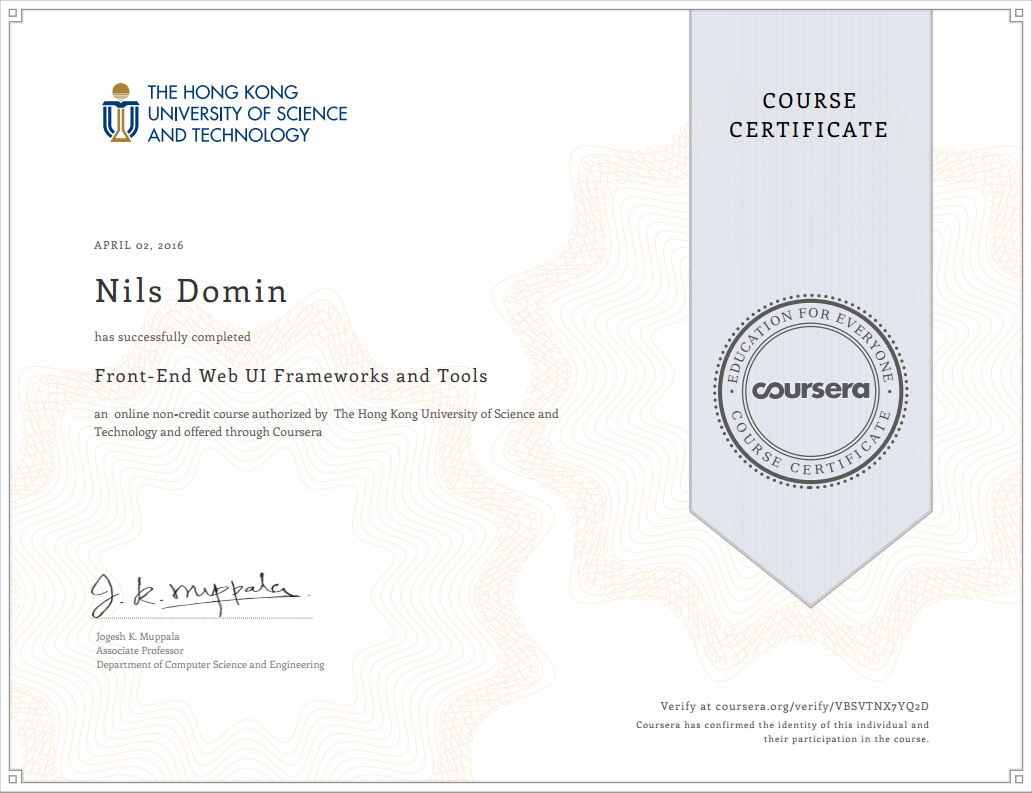 THE HONG KONG
UNIVERSITY OF SCIENCE
AND TECHNOLOGY
COURSE
CERTIFICATE
APRIL 02, 2016
Nils Domin
has successfully completed
Front-End Web UI Frameworks and Tools
an online non-credit course authorized by The Hong Kong University of Science and
Technology and offered through Coursera
EDUCATION FOR EVERYONE
coursera
COURSE CERTIFICATE
J. K. Muppala
Jogesh K. Muppala
Associate Professor
Department of Computer Science and Engineering
Verify at coursera.org/verify/VBSVTNX7YQ2D
Coursera has confirmed the identity of this individual and
their participation in the course.